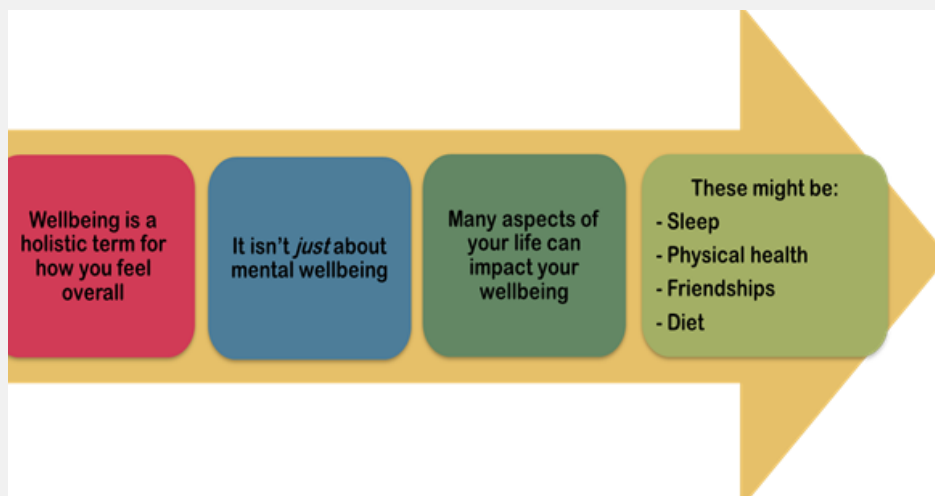 Wellbeing is a
holistic term for
how you feel
overall
It isn't just about
mental wellbeing
Many aspects of
your life can
impact your
wellbeing
These might be:
- Sleep
- Physical health
- Friendships
- Diet